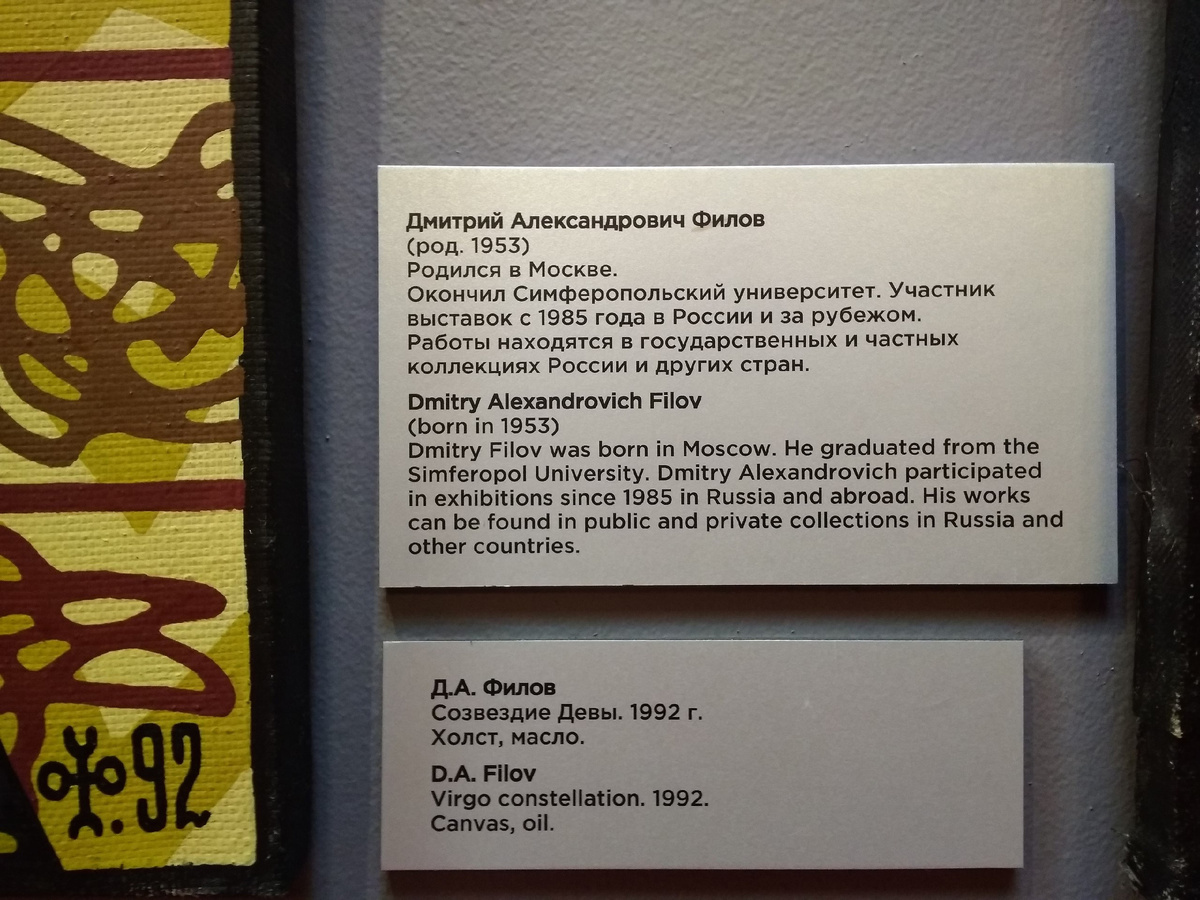 Дмитрий Александрович Филов
(род. 1953)
Родился в Москве.
Окончил Симферопольский университет. Участник
выставок с 1985 года в России и за рубежом.
Работы находятся в государственных и частных
коллекциях России и других стран.
Dmitry Alexandrovich Filov
(born in 1953)
Dmitry Filov was born in Moscow. He graduated from the
Simferopol University. Dmitry Alexandrovich participated
in exhibitions since 1985 in Russia and abroad. His works
can be found in public and private collections in Russia and
other countries.
Д.А. Филов
Созвездие Девы. 1992 г.
Холст, масло.
D.A. Filov
Virgo constellation. 1992.
Canvas, oil.
.92